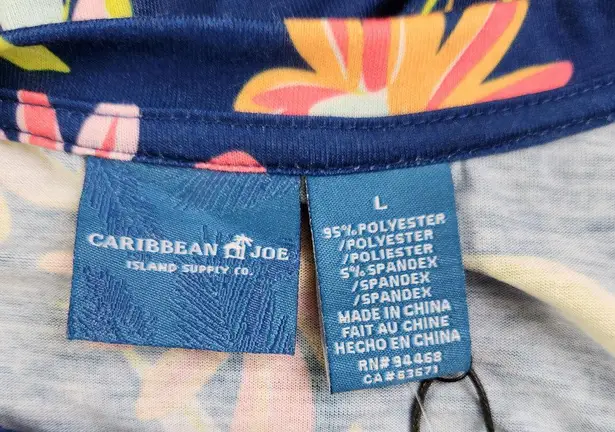 CARIBBEAN JOE
ISLAND SUPPLY CO.
L
95% POLYESTER
/POLYESTER
/POLIESTER
5% SPANDEX
/SPANDEX
/SPANDEX
MADE IN CHINA
FAIT AU CHINE
HECHO EN CHINA
RN# 94468
CA# 63671